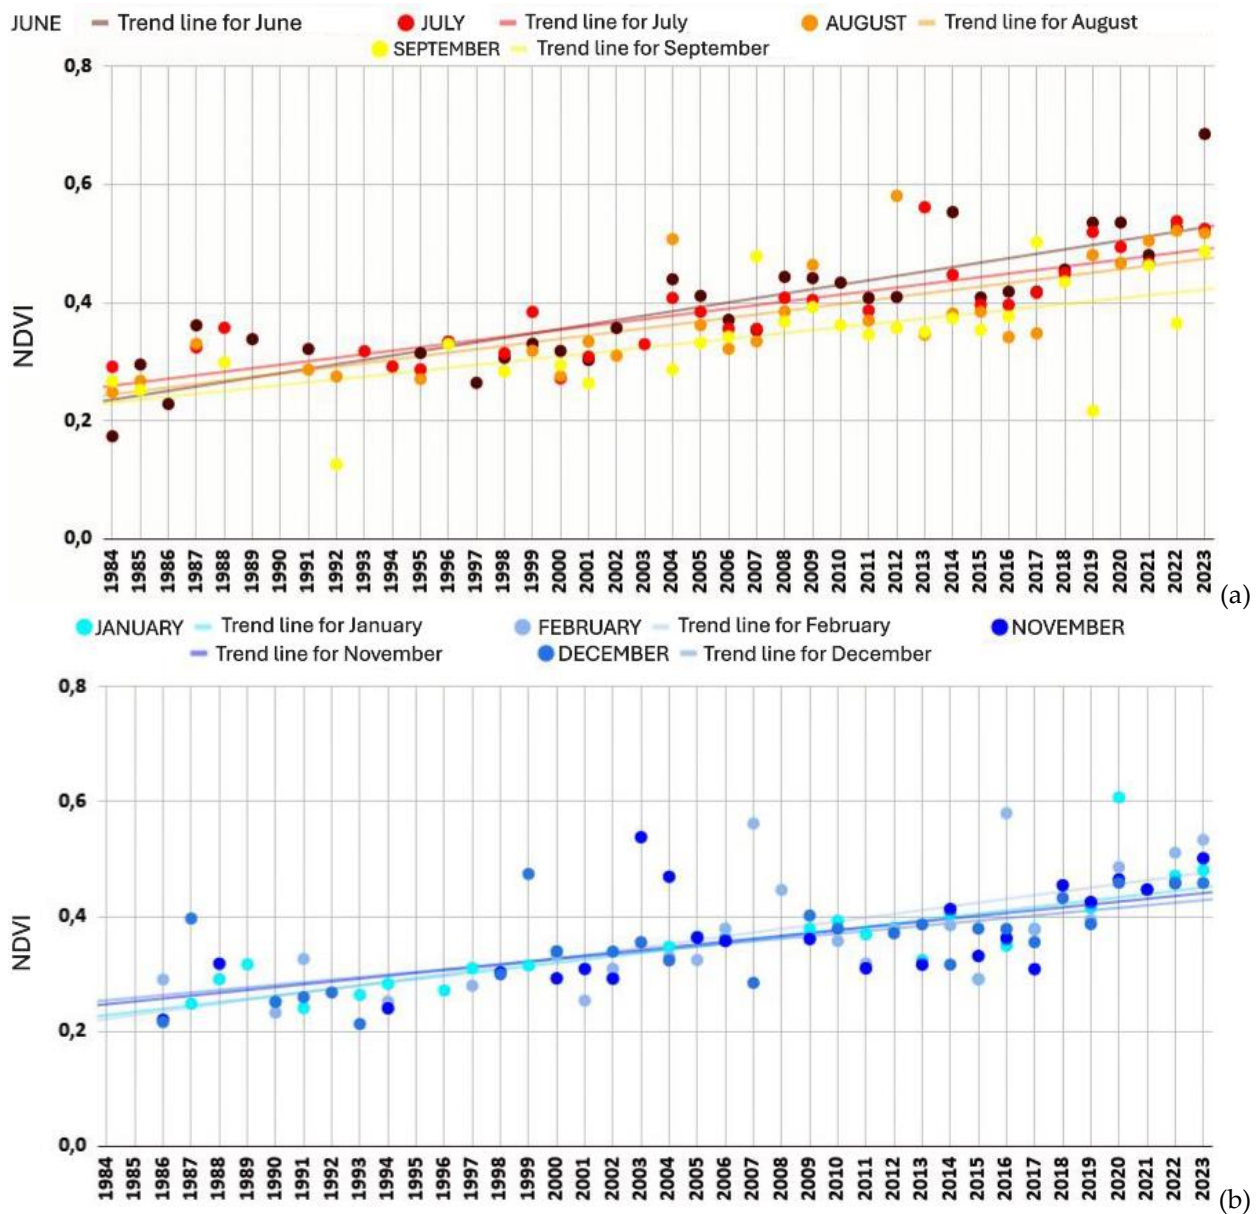 JUNE Trend line for June JULY Trend line for July AUGUST Trend line for August
SEPTEMBER Trend line for September
0,8
0,6
0,4
0,2
0,0
NDVI
1984 1985 1986 1987 1988 1989 1990 1991 1992 1993 1994 1995 1996 1997 1998 1999 2000 2001 2002 2003 2004 2005 2006 2007 2008 2009 2010 2011 2012 2013 2014 2015 2016 2017 2018 2019 2020 2021 2022 2023
(a)
JANUARY Trend line for January FEBRUARY Trend line for February NOVEMBER
Trend line for November DECEMBER Trend line for December
0,8
0,6
0,4
0,2
0,0
NDVI
1984 1985 1986 1987 1988 1989 1990 1991 1992 1993 1994 1995 1996 1997 1998 1999 2000 2001 2002 2003 2004 2005 2006 2007 2008 2009 2010 2011 2012 2013 2014 2015 2016 2017 2018 2019 2020 2021 2022 2023
(b)